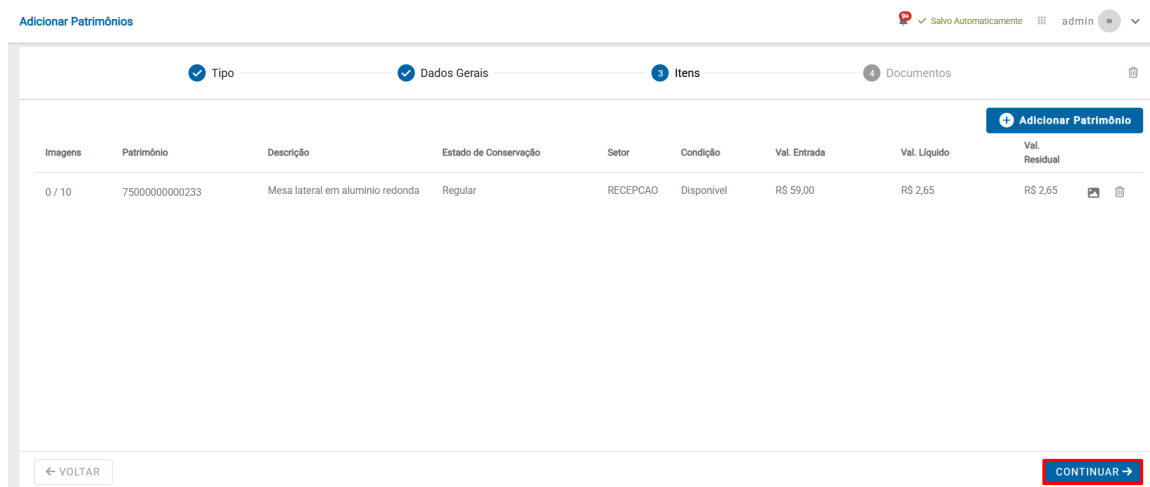 Adicionar Patrimônios
9+ Salvo Automaticamente admin
Tipo Dados Gerais 3 Itens 4 Documentos
Adicionar Patrimônio
Imagens Patrimônio Descrição Estado de Conservação Setor Condição Val. Entrada Val. Líquido Val. Residual
0 / 10 75000000000233 Mesa lateral em aluminio redonda Regular RECEPCAO Disponível R$ 59,00 R$ 2,65 R$ 2,65
VOLTAR CONTINUAR